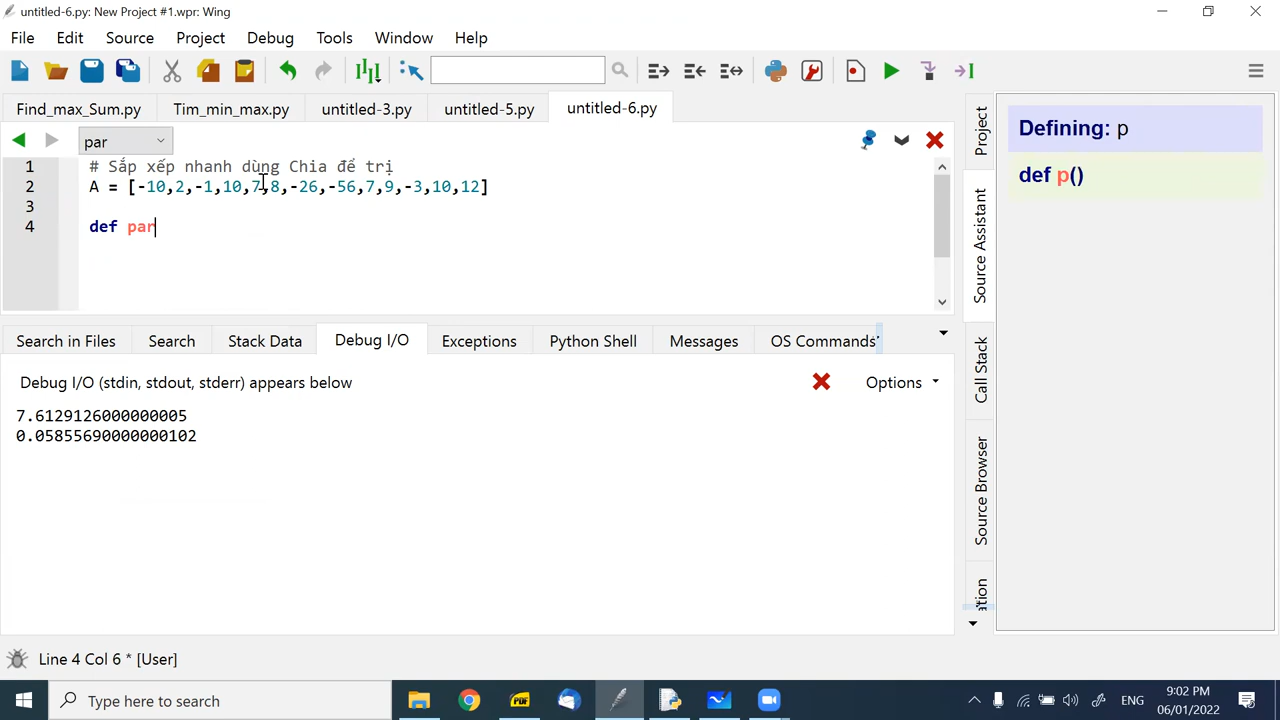 untitled-6.py: New Project #1.wpr: Wing
File Edit Source Project Debug Tools Window Help
Find_max_Sum.py Tim_min_max.py untitled-3.py untitled-5.py untitled-6.py
par
1 # Sắp xếp nhanh dùng Chia để trị
2 A = [-10,2,-1,10,7,8,-26,-56,7,9,-3,10,12]
3
4 def par
Search in Files Search Stack Data Debug I/O Exceptions Python Shell Messages OS Commands
Debug I/O (stdin, stdout, stderr) appears below Options
7.6129126000000005
0.05855690000000102
Project
Source Assistant
Call Stack
Source Browser
Defining: p
def p()
Line 4 Col 6 * [User]
Type here to search
PDF
ENG
9:02 PM
06/01/2022